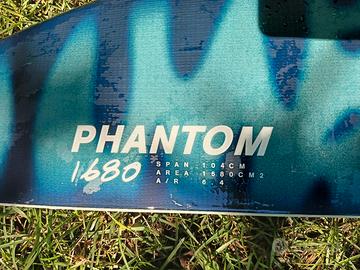 PHANTOM
1680
SPAN 104CM
AREA 1680CM2
A/R 6.4